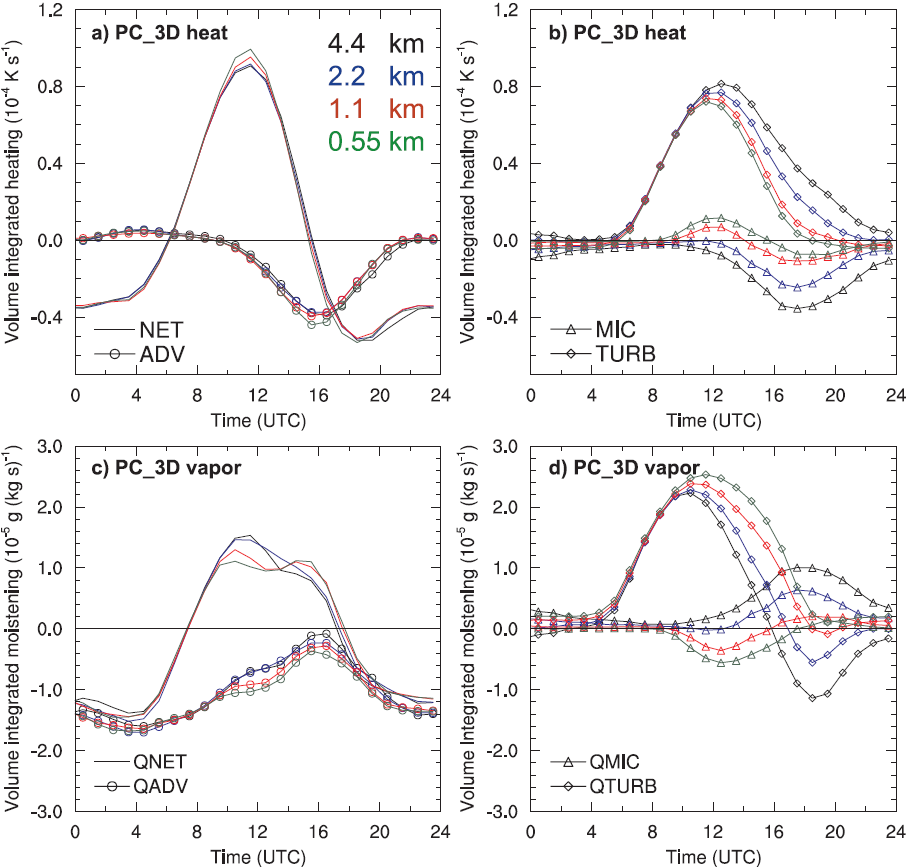 a) PC_3D heat
4.4 km
2.2 km
1.1 km
0.55 km
Volume Integrated heating (10⁻⁴ K s⁻¹)
1.2
0.8
0.4
0.0
-0.4
NET
ADV
0 4 8 12 16 20 24
Time (UTC)
b) PC_3D heat
Volume Integrated heating (10⁻⁴ K s⁻¹)
1.2
0.8
0.4
0.0
-0.4
MIC
TURB
0 4 8 12 16 20 24
Time (UTC)
c) PC_3D vapor
Volume integrated moistening (10⁻⁵ g (kg s)⁻¹)
3.0
2.0
1.0
0.0
-1.0
-2.0
-3.0
QNET
QADV
0 4 8 12 16 20 24
Time (UTC)
d) PC_3D vapor
Volume integrated moistening (10⁻⁵ g (kg s)⁻¹)
3.0
2.0
1.0
0.0
-1.0
-2.0
-3.0
QMIC
QTURB
0 4 8 12 16 20 24
Time (UTC)